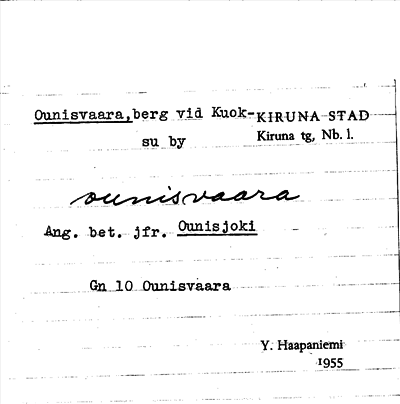 Ounisvaara, berg vid Kuok- KIRUNA STAD
su by Kiruna tg, Nb. l.
ounisvaara
Ang. bet. jfr. Ounisjoki
Gn 10 Ounisvaara
Y. Haapaniemi
1955